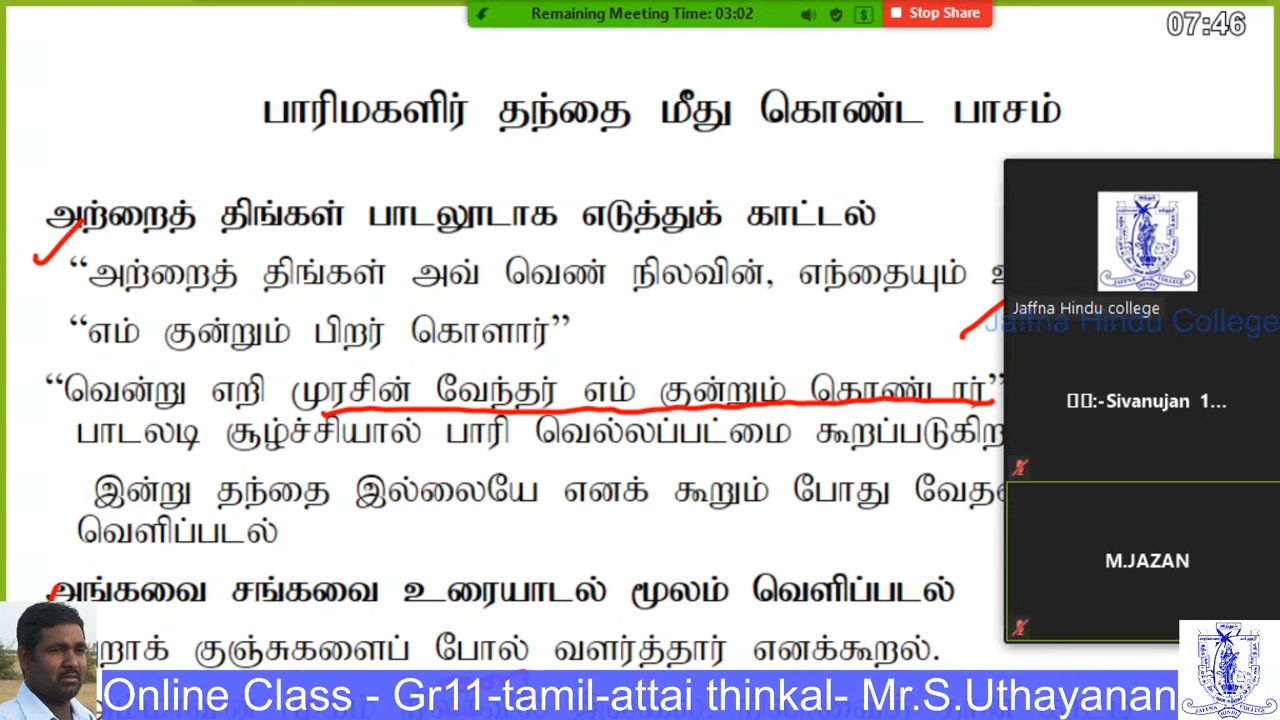 Remaining Meeting Time: 03:02
Stop Share
07:46
பாரிமகளிர் தந்தை மீது கொண்ட பாசம்
அற்றைத் திங்கள் பாடலூடாக எடுத்துக் காட்டல்
“அற்றைத் திங்கள் அவ் வெண் நிலவின், எந்தையும்
“எம் குன்றும் பிறர் கொளார்”
“வென்று எறி முரசின் வேந்தர் எம் குன்றும் கொண்டார்”
பாடலடி சூழ்ச்சியால் பாரி வெல்லப்பட்மை
இன்று தந்தை இல்லையே எனக் கூறும் போது
வெளிப்படல்
அங்கவை சங்கவை உரையாடல் மூலம் வெளிப்படல்
குஞ்சுகளைப் போல் வளர்த்தார் எனக்கூறல்.
Jaffna Hindu college
Jaffna Hindu College
:-Sivanujan 1...
M.JAZAN
Online Class - Gr11-tamil-attai thinkal- Mr.S.Uthayanan